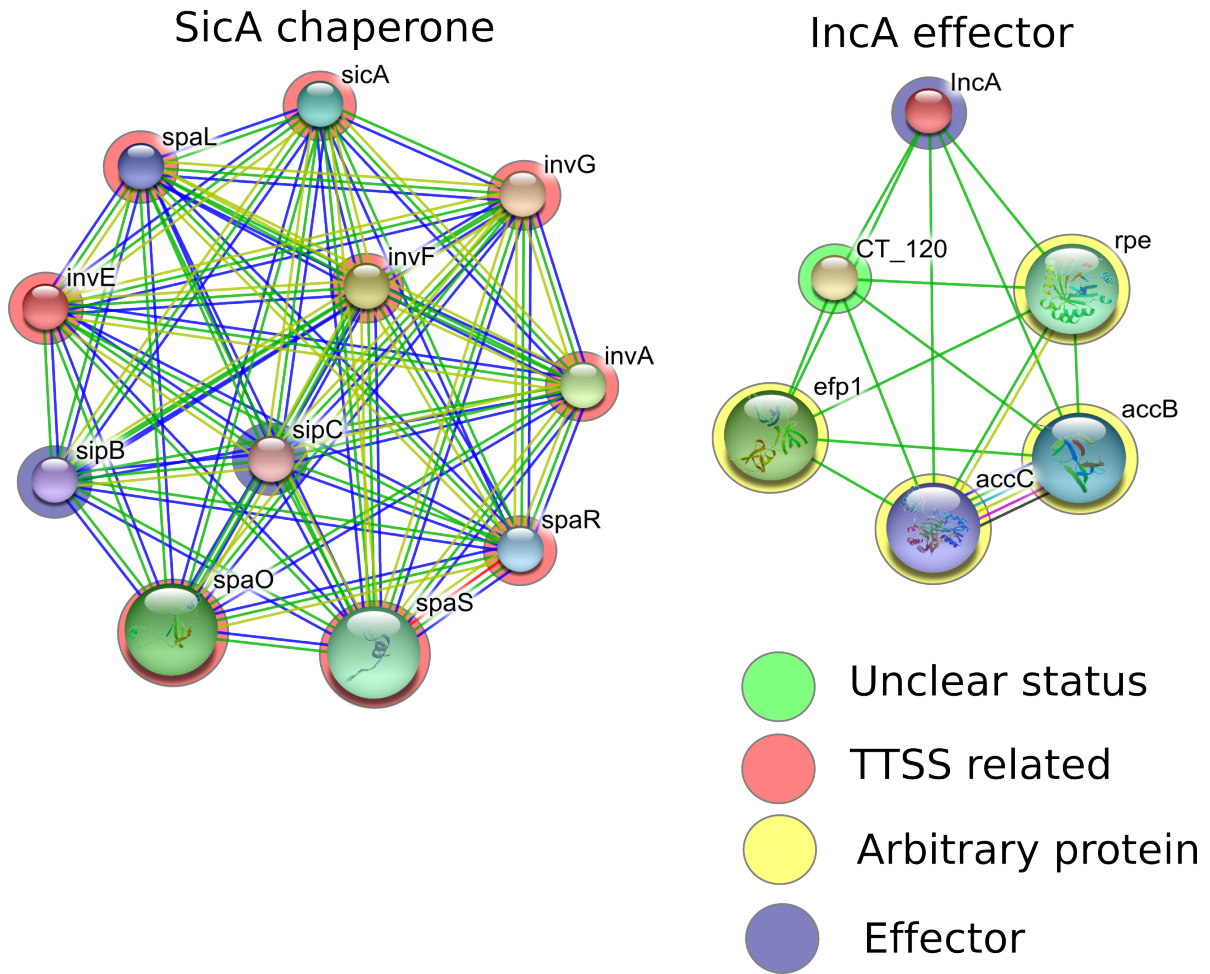 SicA chaperone
sicA
spaL
invG
invF
invE
invA
sipC
sipB
spaR
spaO
spaS
IncA effector
IncA
CT_120
rpe
efp1
accB
accC
Unclear status
TTSS related
Arbitrary protein
Effector